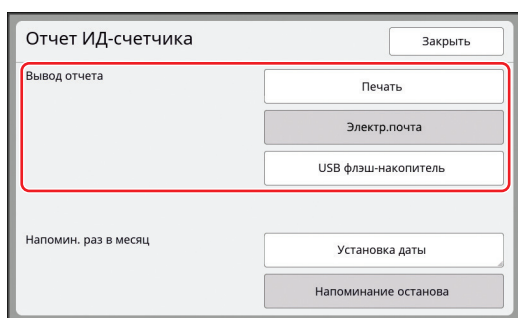 Отчет ИД-счетчика
Закрыть
Вывод отчета
Печать
Электр.почта
USB флэш-накопитель
Напомин. раз в месяц
Установка даты
Напоминание останова